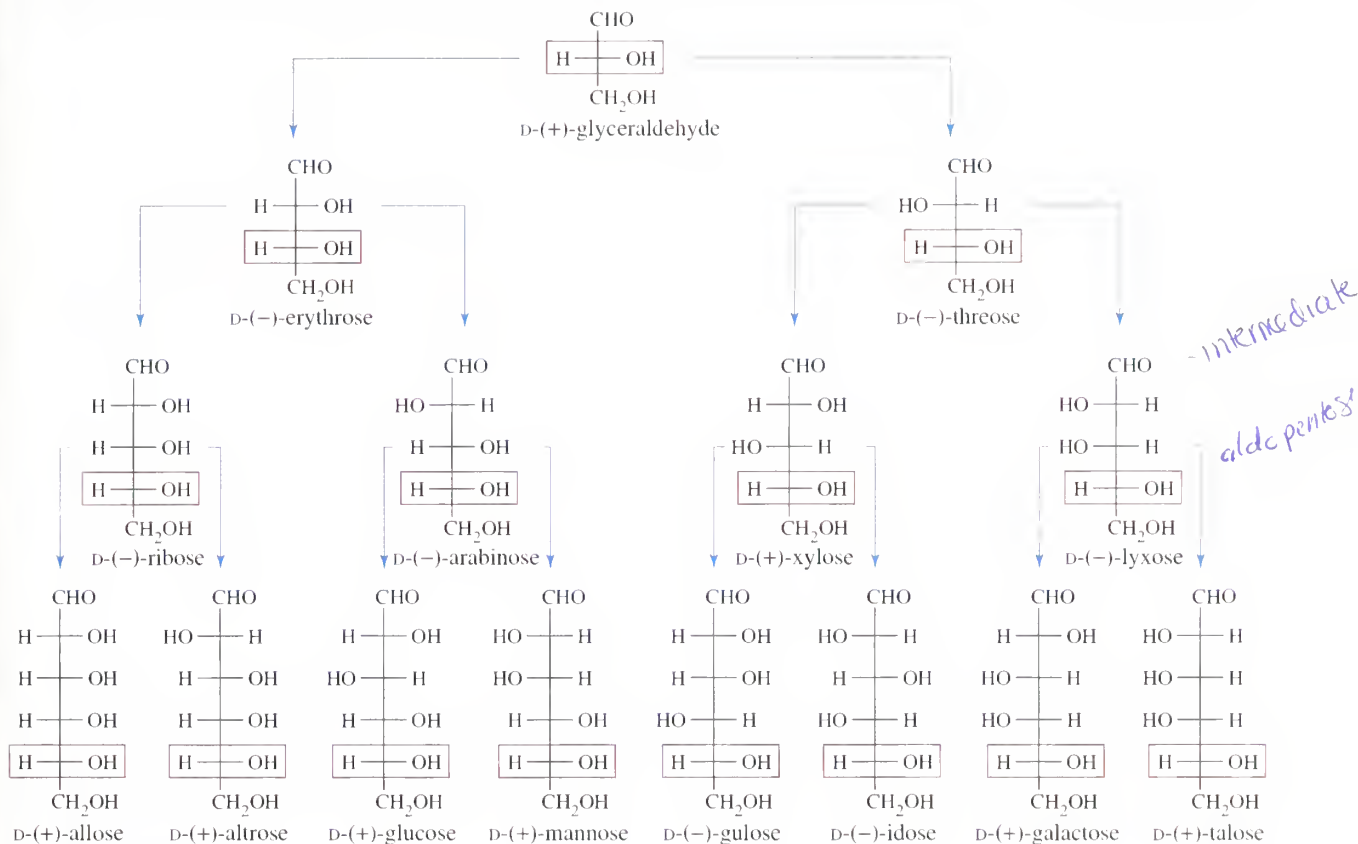 CHO
H OH
CH2OH
D-(+)-glyceraldehyde
CHO CHO
H OH HO H
H OH H OH
CH2OH CH2OH
D-(−)-erythrose D-(−)-threose
-intermediate
CHO CHO CHO CHO
H OH HO H H OH HO H
aldopentose
H OH H OH HO H HO H
H OH H OH H OH H OH
CH2OH CH2OH CH2OH CH2OH
D-(−)-ribose D-(−)-arabinose D-(+)-xylose D-(−)-lyxose
CHO CHO CHO CHO CHO CHO CHO CHO
H OH HO H H OH HO H H OH HO H H OH HO H
H OH H OH HO H HO H H OH H OH HO H HO H
H OH H OH H OH H OH HO H HO H HO H HO H
H OH H OH H OH H OH H OH H OH H OH H OH
CH2OH CH2OH CH2OH CH2OH CH2OH CH2OH CH2OH CH2OH
D-(+)-allose D-(+)-altrose D-(+)-glucose D-(+)-mannose D-(−)-gulose D-(−)-idose D-(+)-galactose D-(+)-talose